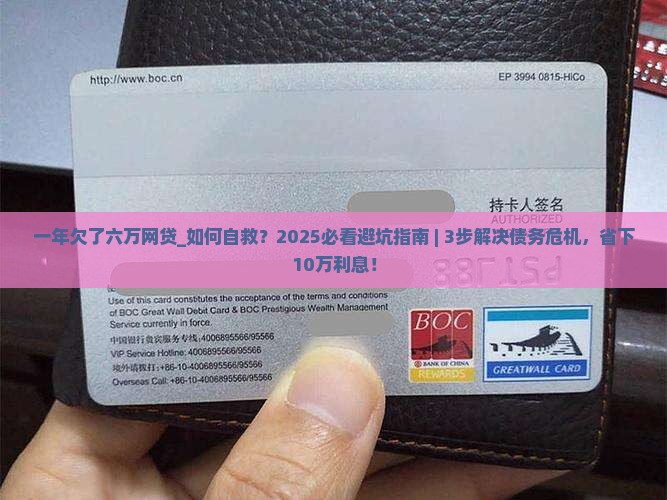 http://www.boc.cn
EP 3994 0815-HiCo
持卡人签名
AUTHORIZED
一年欠了六万网贷_如何自救？2025必看避坑指南 | 3步解决债务危机，省下
10万利息！
Use of this card constitutes the acceptance of the terms and conditions
of BOC Great Wall Debit Card & BOC Prestigious Wealth Management
Service currently in force.
中国银行贵宾服务专线:4006895566/95566
VIP Service Hotline: 4006895566/95566
境外请拨打:+86-10-4006895566/95566
Overseas Call: +86-10-4006895566/95566
BOC
BANK OF CHINA
REWARDS
GREATWALL CARD